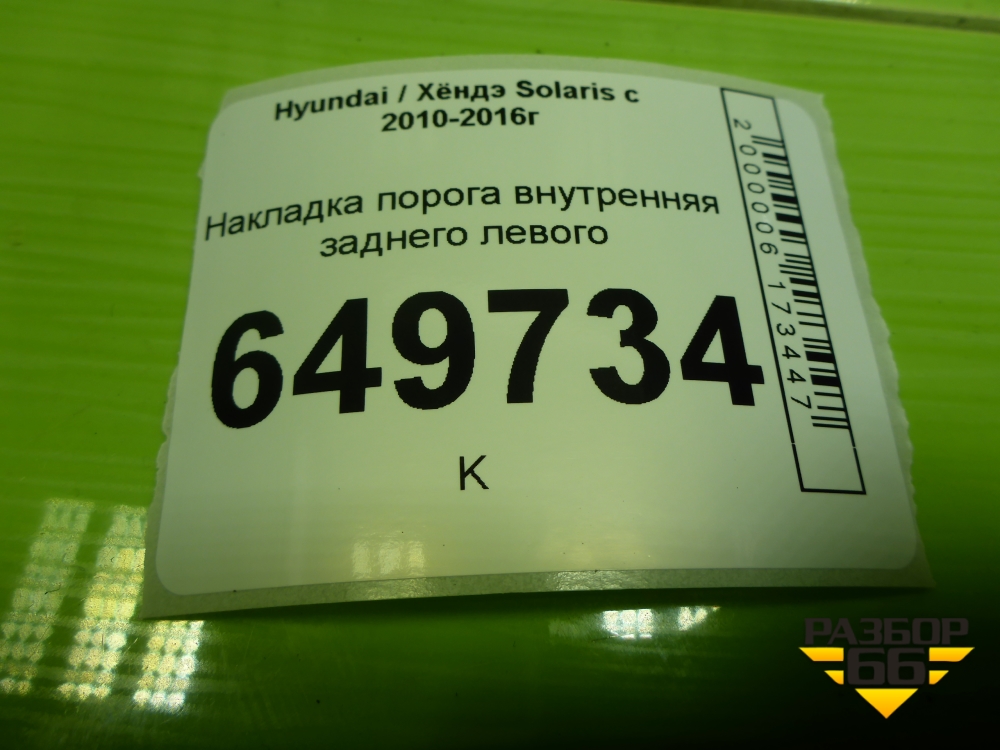 Hyundai / Хёндэ Solaris с
2010-2016г
Накладка порога внутренняя
заднего левого
649734
К
2000006173447
РАЗБОР
66